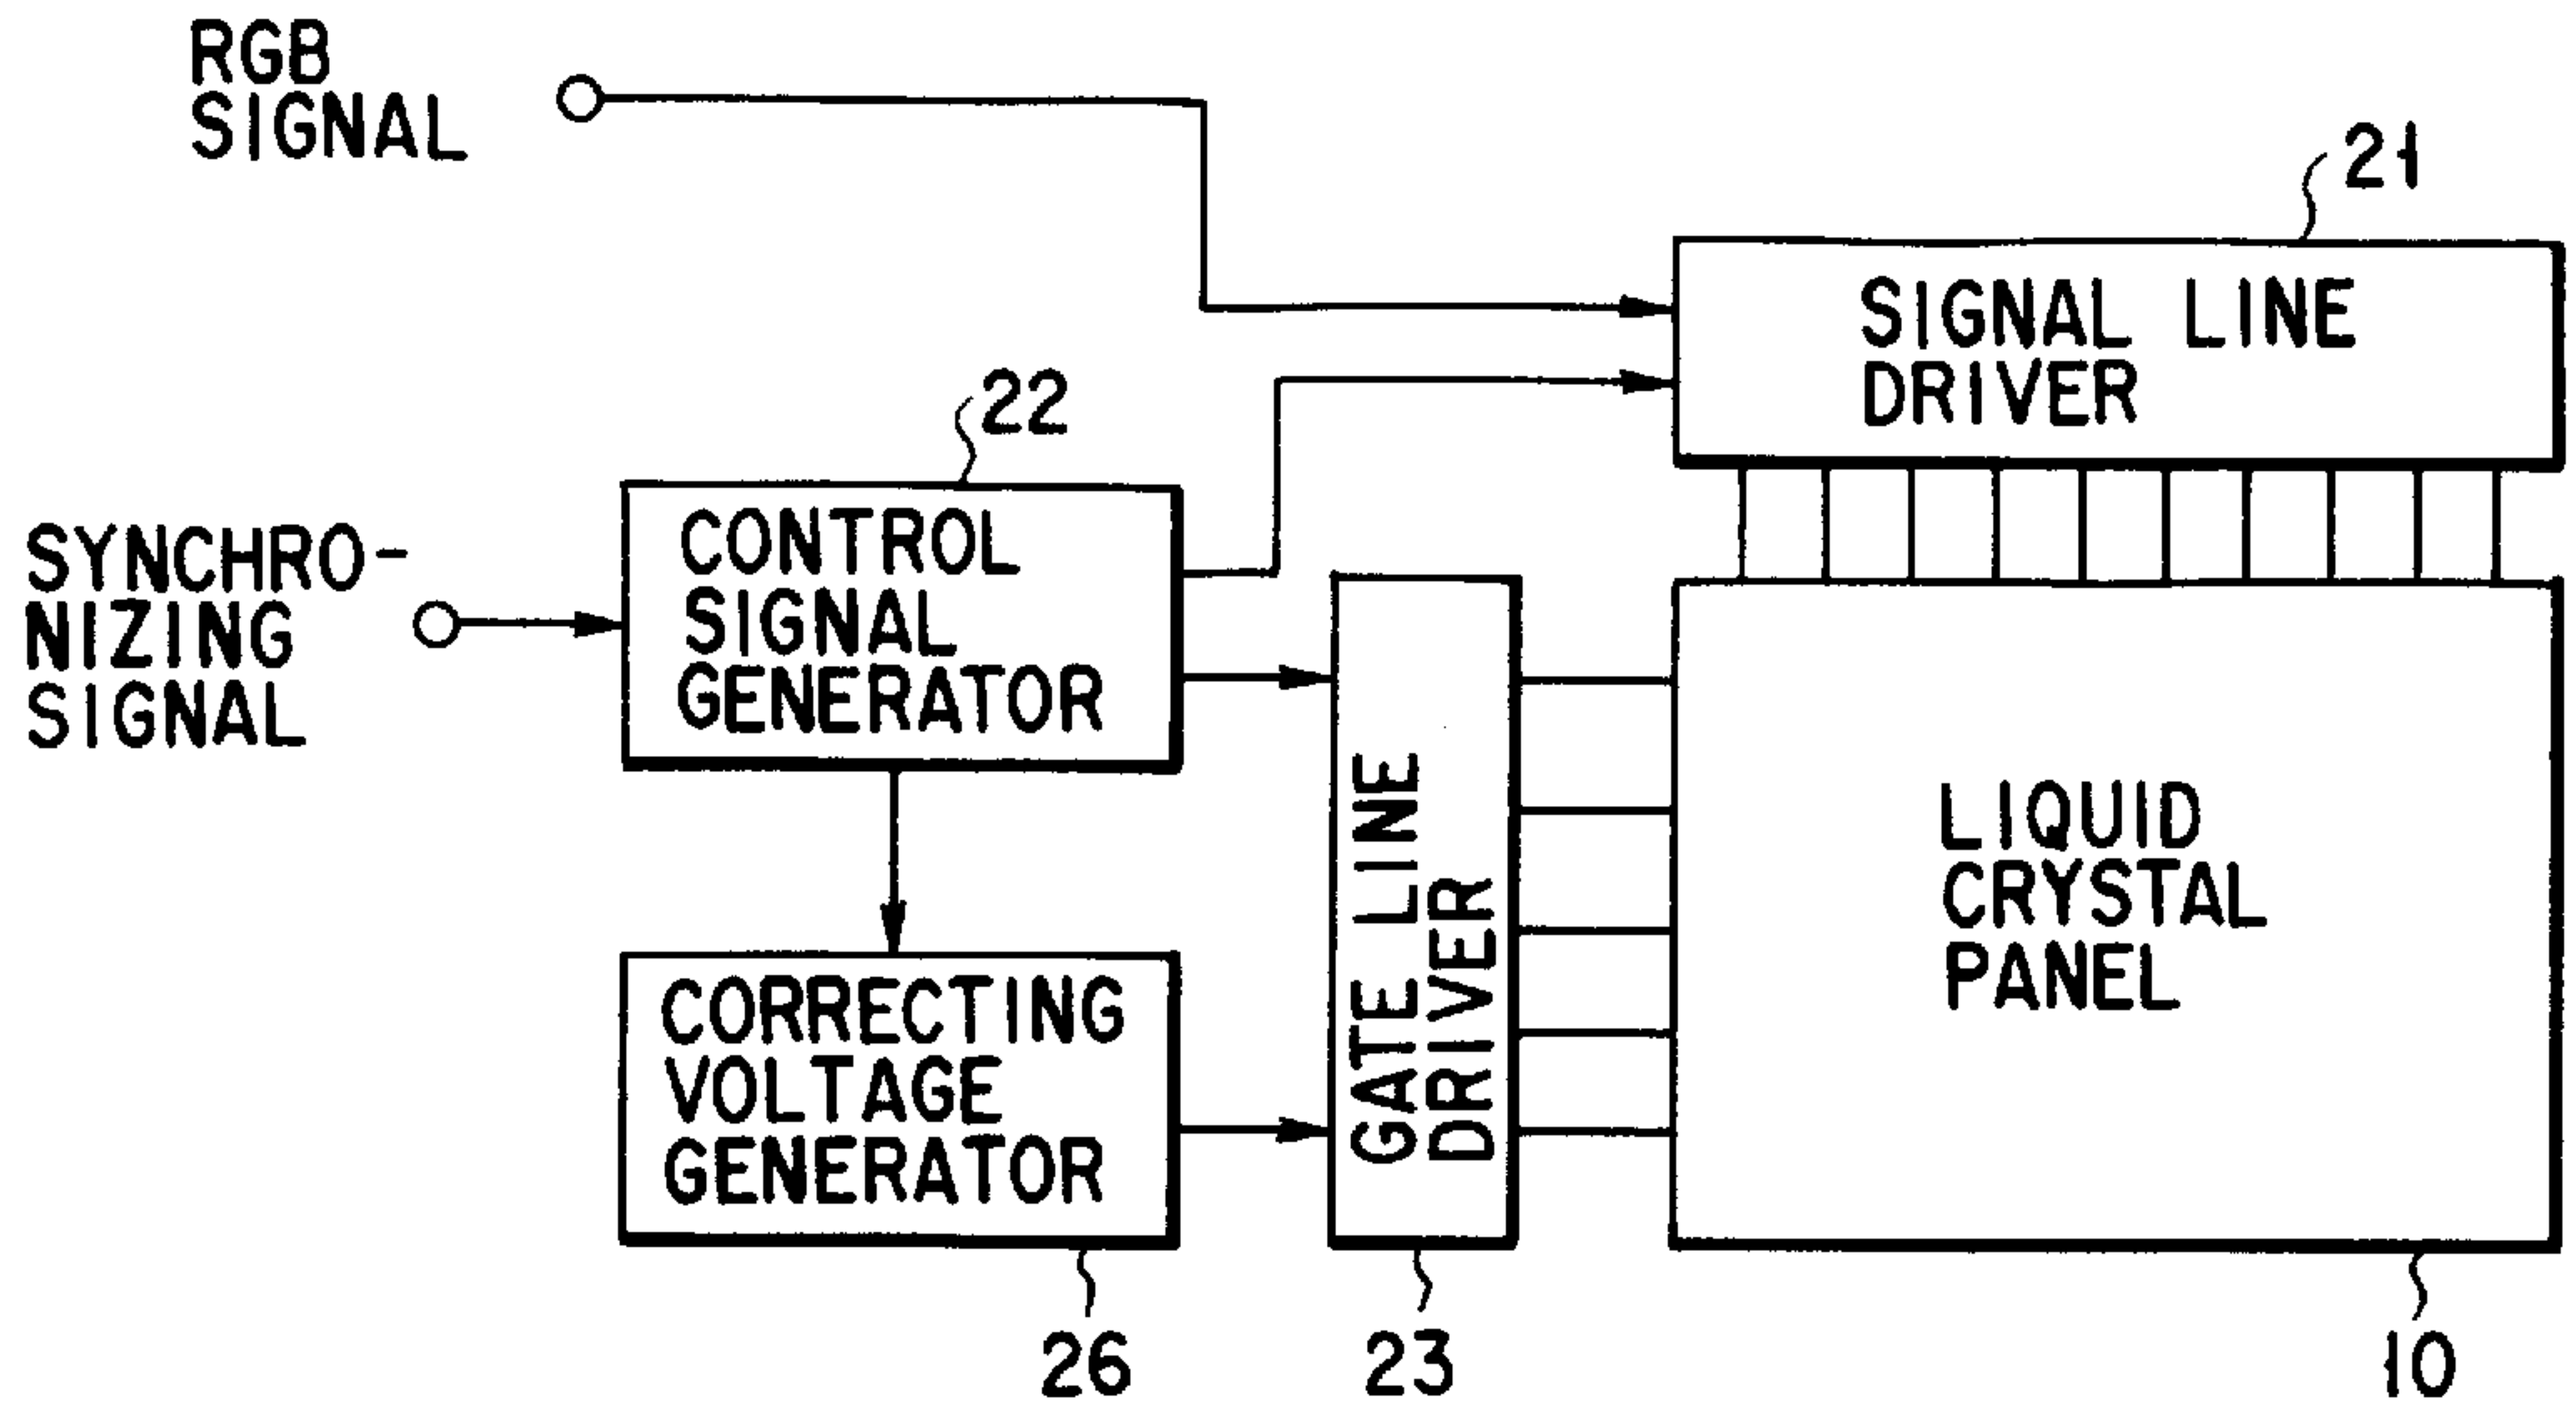 RGB
SIGNAL
21
SIGNAL LINE
DRIVER
22
CONTROL
SIGNAL
GENERATOR
SYNCHRO-
NIZING
SIGNAL
GATE LINE
DRIVER
LIQUID
CRYSTAL
PANEL
CORRECTING
VOLTAGE
GENERATOR
26
23
10